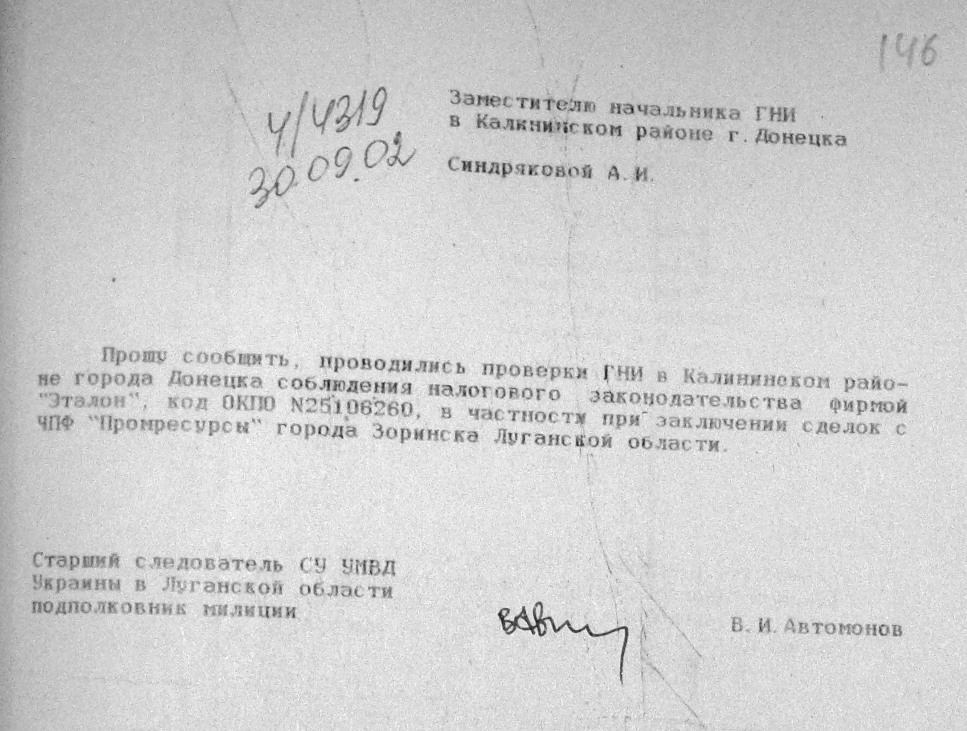 146
4/4319
30.09.02
Заместителю начальника ГНИ
в Калкнинском районе г.Донецка
Синдряковой А.И.
Прошу сообщить, проводились проверки ГНИ в Калининском райо-
не города Донецка соблюдения налогового законодательства фирмой
"Эталон", код ОКПО N25106260, в частности при заключении сделок с
ЧПФ "Промресурсы" города Зоринска Луганской области.
Старший следователь СУ УМВД
Украины в Луганской области
подполковник милиции
В.И.Автомонов